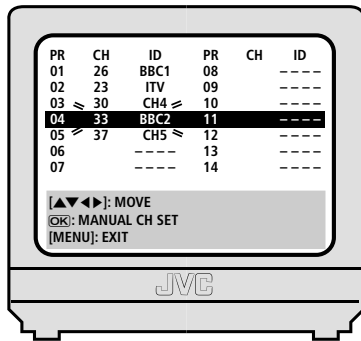 PR CH ID PR CH ID
01 26 BBC1 08 ----
02 23 ITV 09 ----
03 30 CH4 10 ----
04 33 BBC2 11 ----
05 37 CH5 12 ----
06 ---- 13 ----
07 ---- 14 ----
[▲▼◀▶]: MOVE
OK: MANUAL CH SET
[MENU]: EXIT
JVC